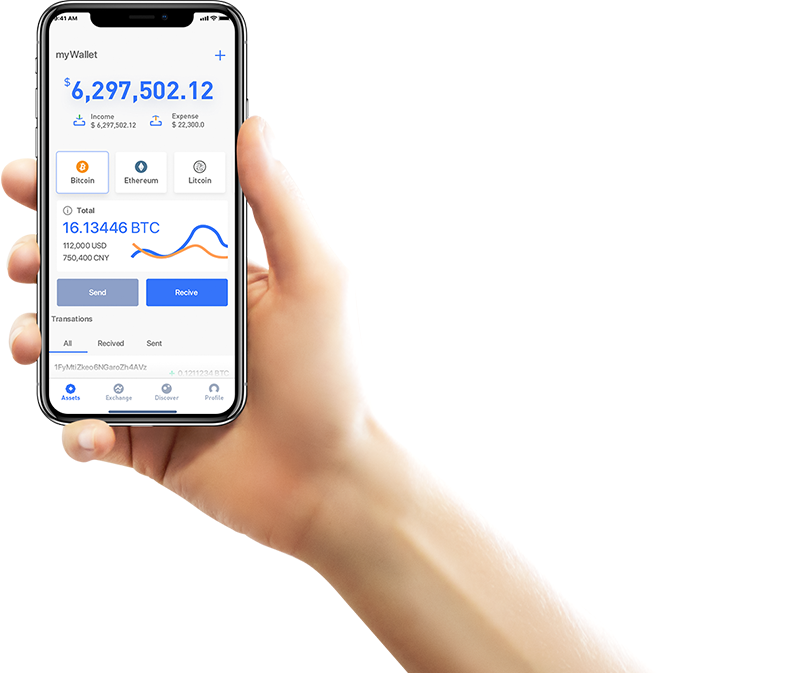 9:41 AM
myWallet
$6,297,502.12
Income
$ 6,297,502.12
Expense
$ 22,300.0
Bitcoin
Ethereum
Litcoin
Total
16.13446 BTC
112,000 USD
750,400 CNY
Send
Recive
Transations
All Recived Sent
1FyMtiZkeo6NGaroZh4AVz
+ 0.1211234 BTC
Assets Exchange Discover Profile